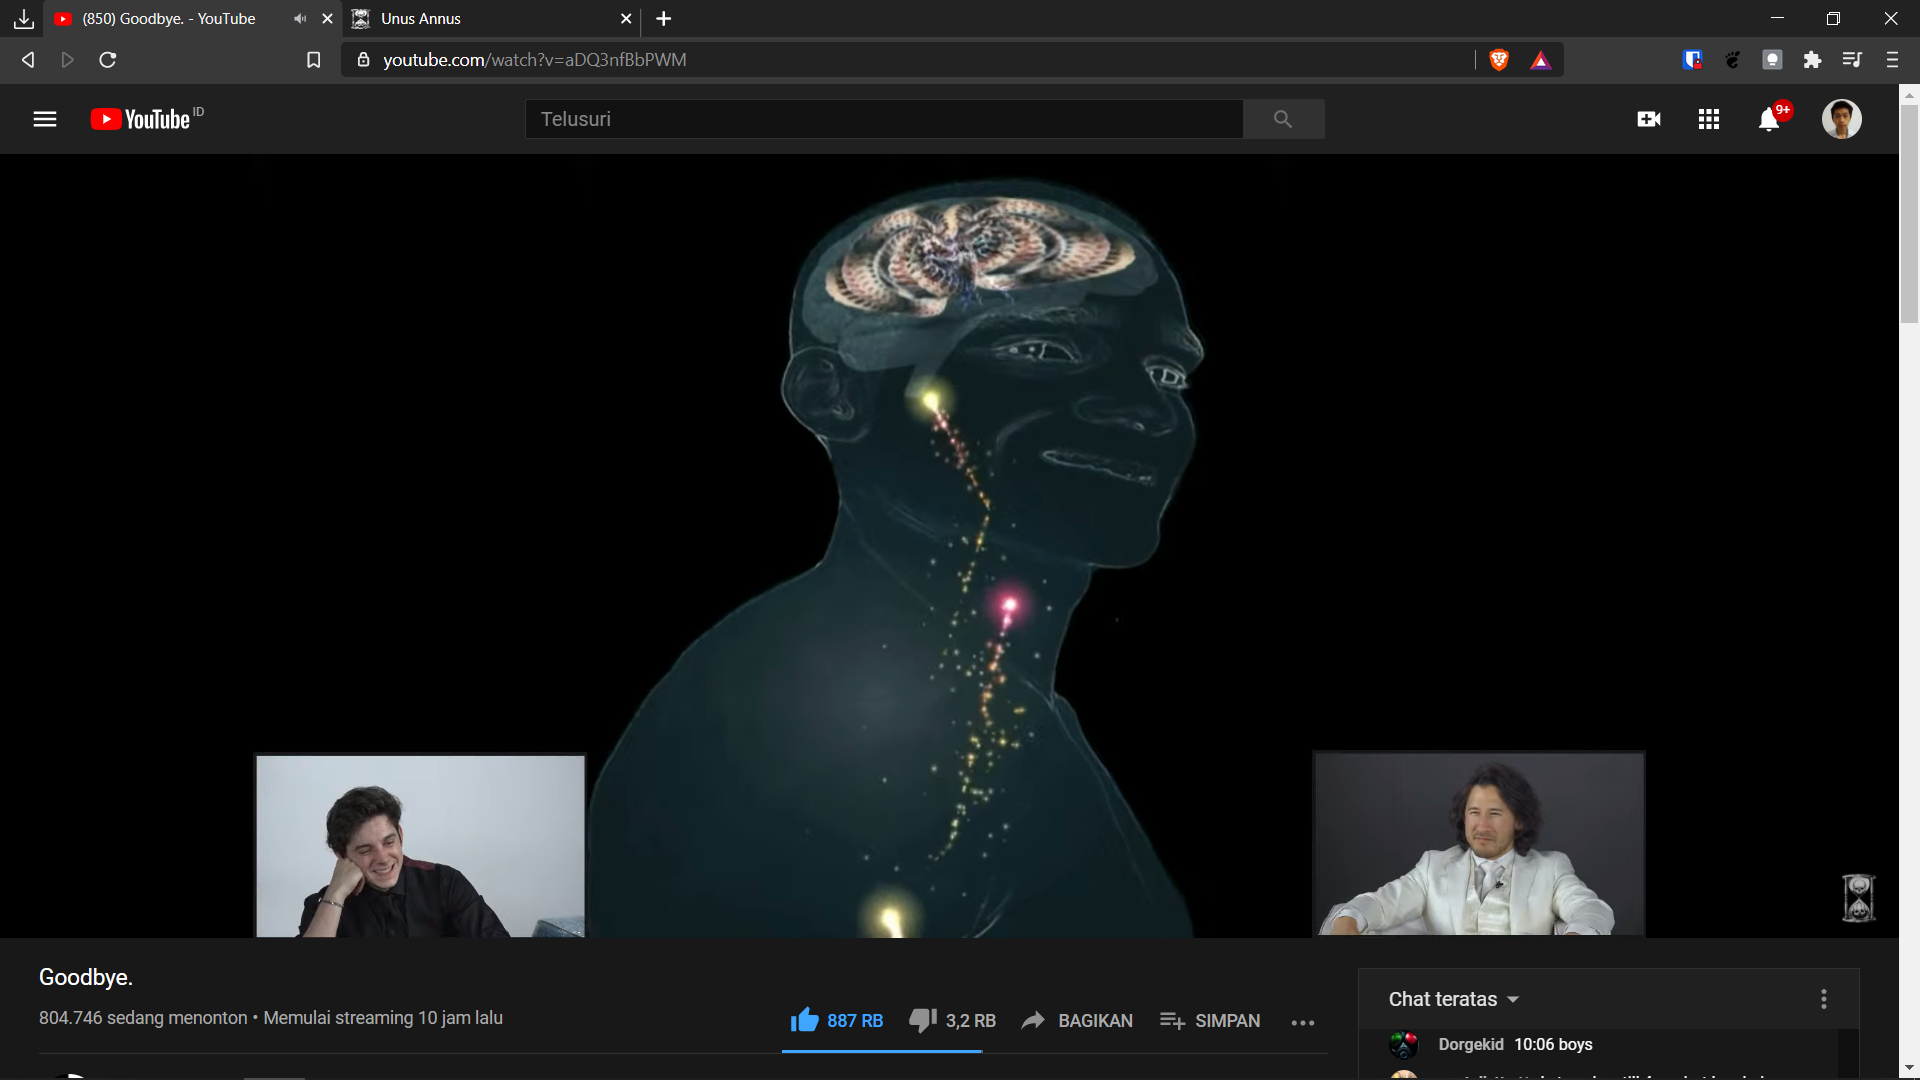 (850) Goodbye. - YouTube
Unus Annus
youtube.com/watch?v=aDQ3nfBbPWM
YouTube ID
Telusuri
9+
Goodbye.
804.746 sedang menonton • Memulai streaming 10 jam lalu
887 RB
3,2 RB
BAGIKAN
SIMPAN
Chat teratas
Dorgekid 10:06 boys